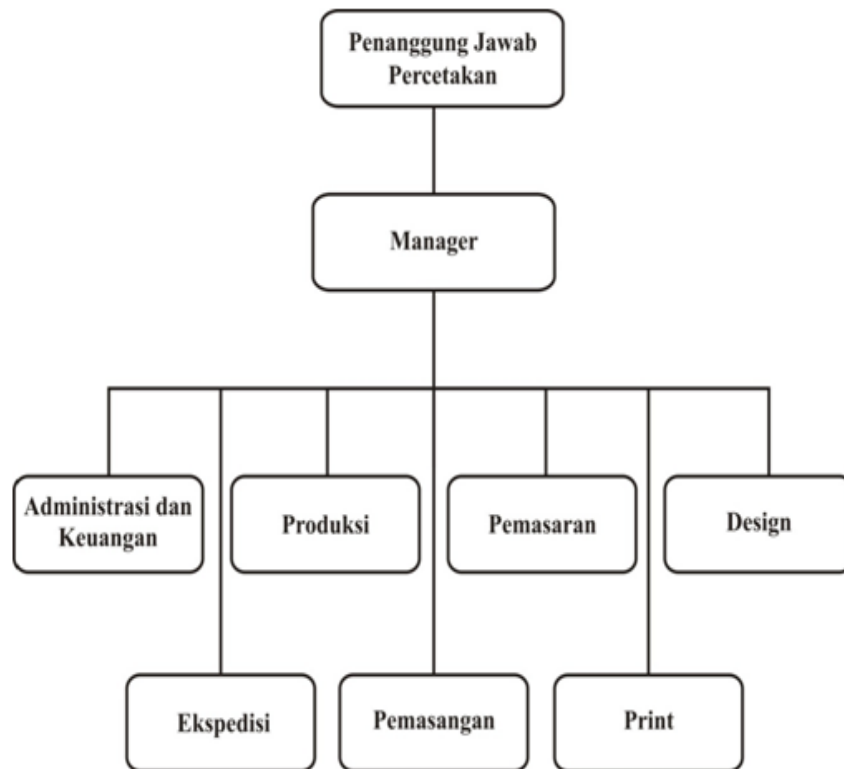 Penanggung Jawab
Percetakan
Manager
Administrasi dan
Keuangan
Produksi
Pemasaran
Design
Ekspedisi
Pemasangan
Print